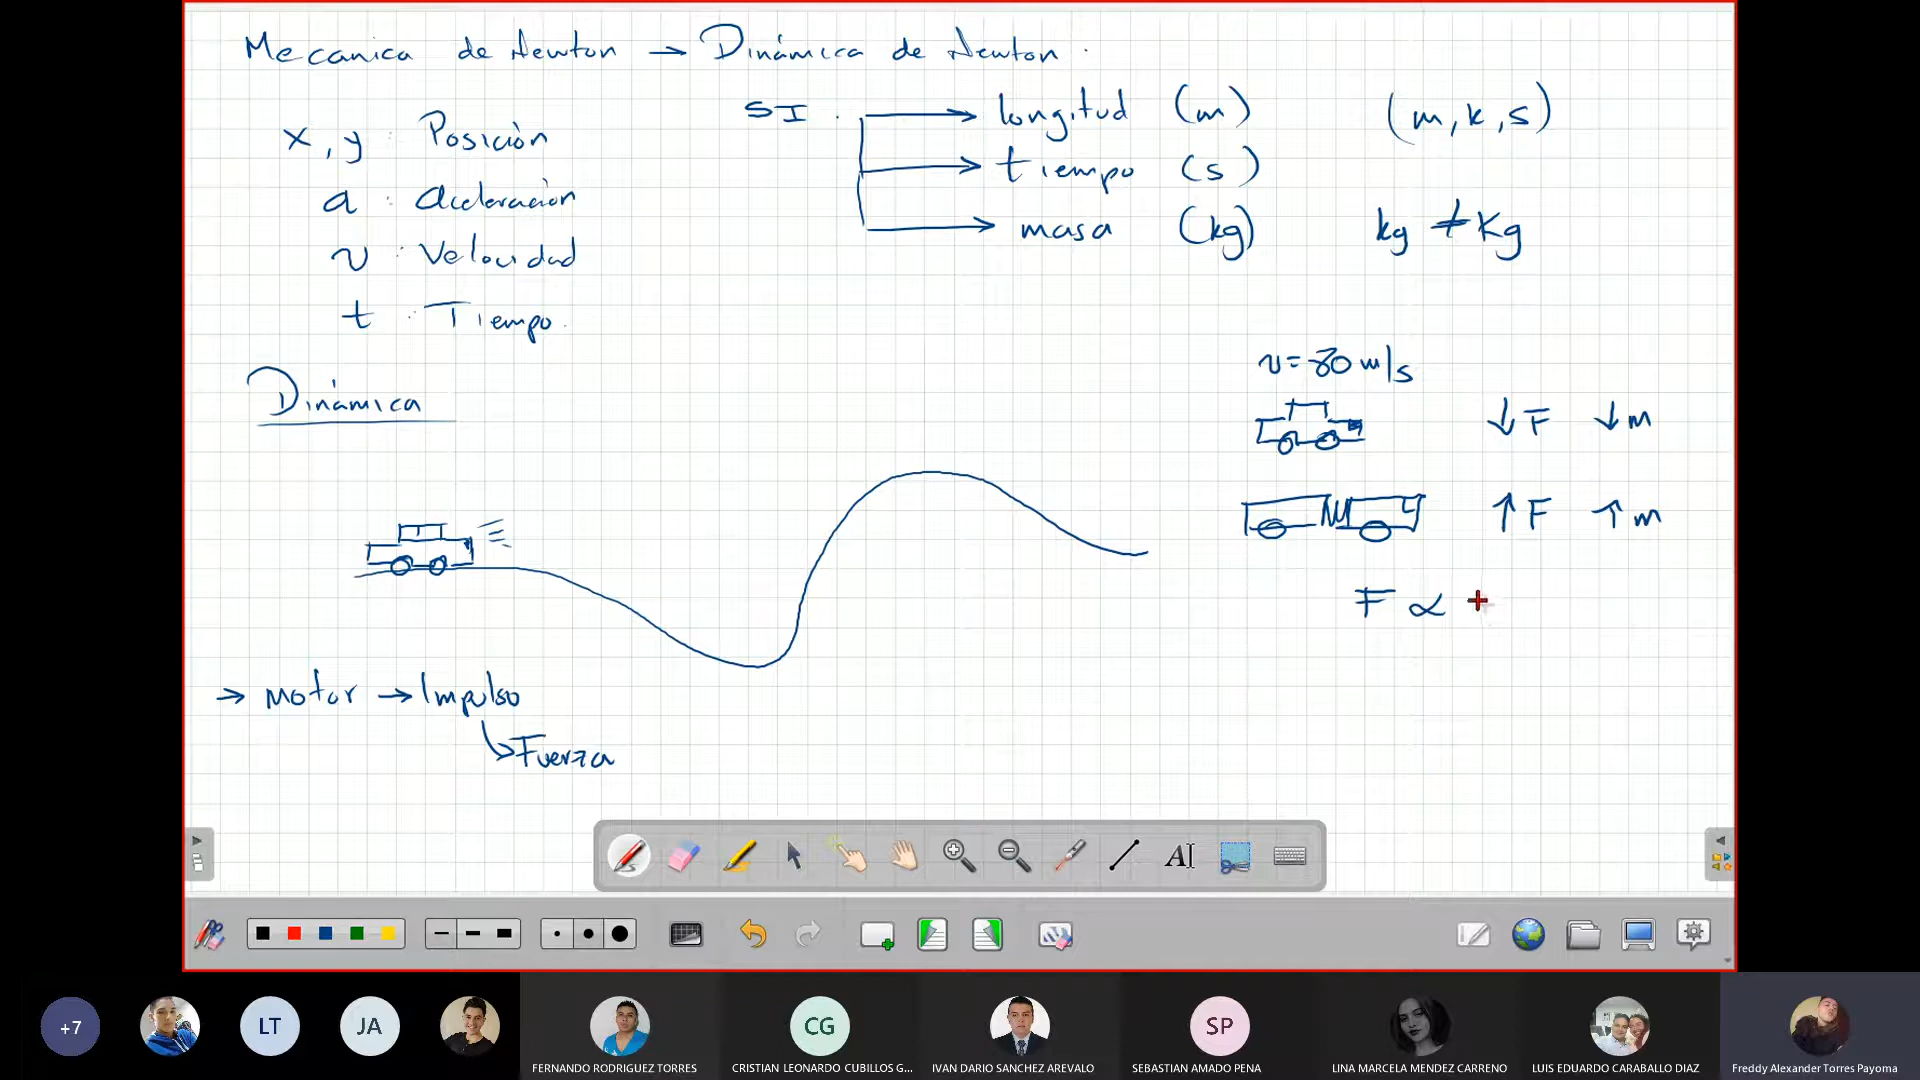 Mecanica de Newton → Dinámica de Newton.
SI → longitud (m) (m, k, s)
x, y : Posición
→ tiempo (s)
a : aceleración
→ masa (kg) kg ≠ Kg
v : Velocidad
t : Tiempo.
v = 80 m/s
Dinámica
↓ F ↓ m
↑ F ↑ m
F ∝
→ Motor → Impulso
↳ Fuerza
AI
+7
LT
JA
CG
SP
FERNANDO RODRIGUEZ TORRES
CRISTIAN LEONARDO CUBILLOS G...
IVAN DARIO SANCHEZ AREVALO
SEBASTIAN AMADO PENA
LINA MARCELA MENDEZ CARRENO
LUIS EDUARDO CARABALLO DIAZ
Freddy Alexander Torres Payoma